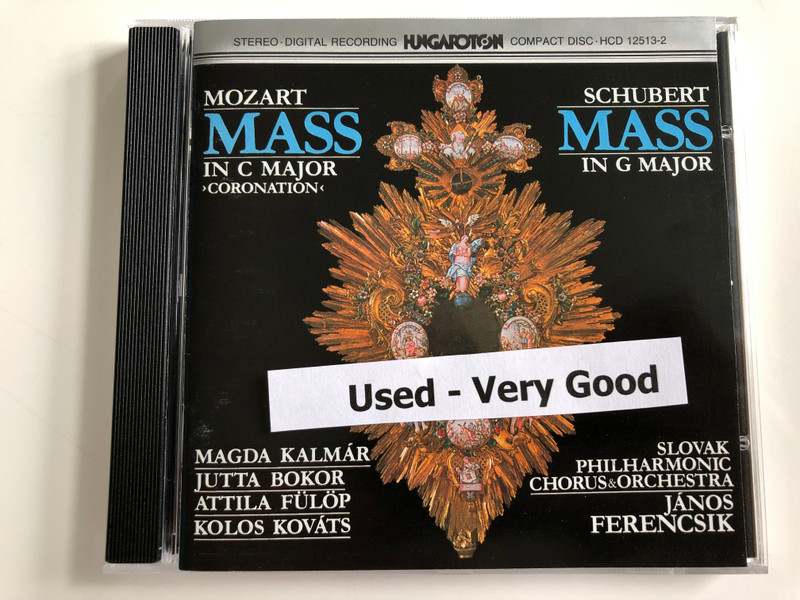 STEREO · DIGITAL RECORDING HUNGAROTON COMPACT DISC · HCD 12513-2
MOZART
MASS
IN C MAJOR
›CORONATION‹
SCHUBERT
MASS
IN G MAJOR
Used - Very Good
MAGDA KALMÁR
JUTTA BOKOR
ATTILA FÜLÖP
KOLOS KOVÁTS
SLOVAK
PHILHARMONIC
CHORUS&ORCHESTRA
JÁNOS
FERENCSIK